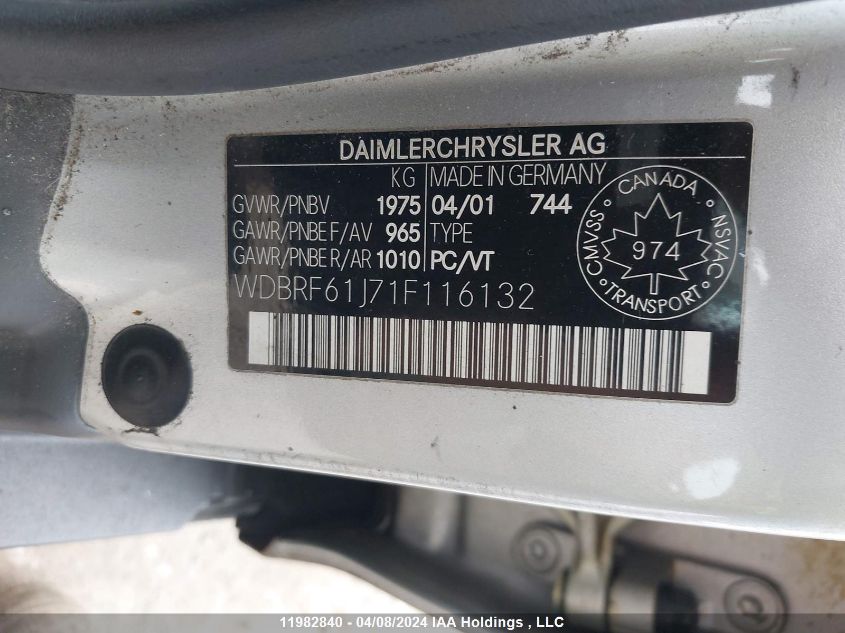 DAIMLERCHRYSLER AG
KG MADE IN GERMANY
GVWR/PNBV 1975 04/01 744
GAWR/PNBE F/AV 965 TYPE
GAWR/PNBE R/AR 1010 PC/VT
WDBRF61J71F116132
CANADA
CMVSS 974 NSVAC
TRANSPORT
11982840 - 04/08/2024 IAA Holdings , LLC